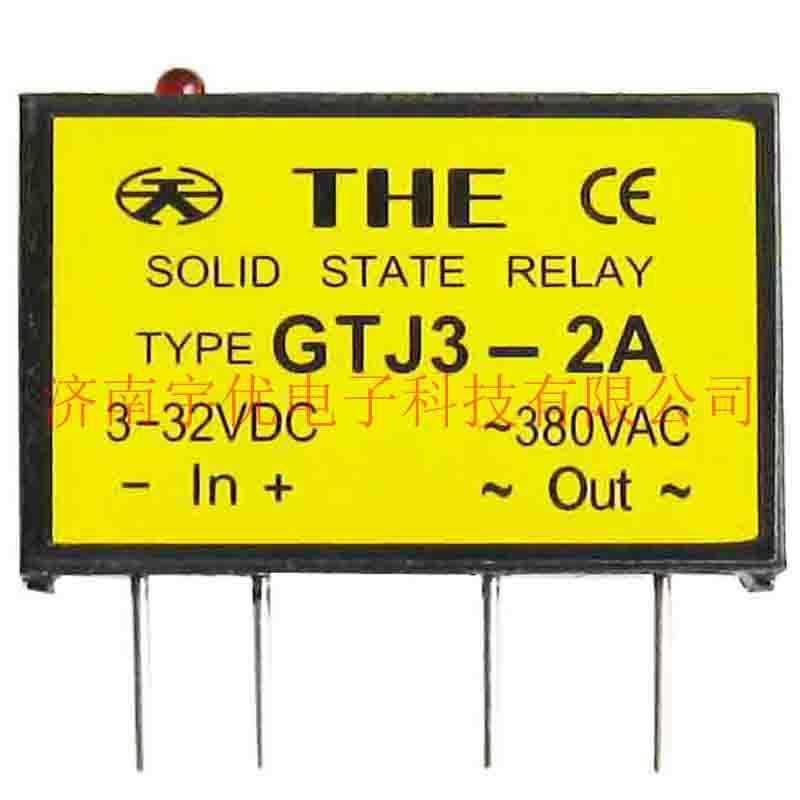 THE CE
SOLID STATE RELAY
TYPE GTJ3-2A
济南宇优电子科技有限公司
3-32VDC ~380VAC
- In + ~ Out ~